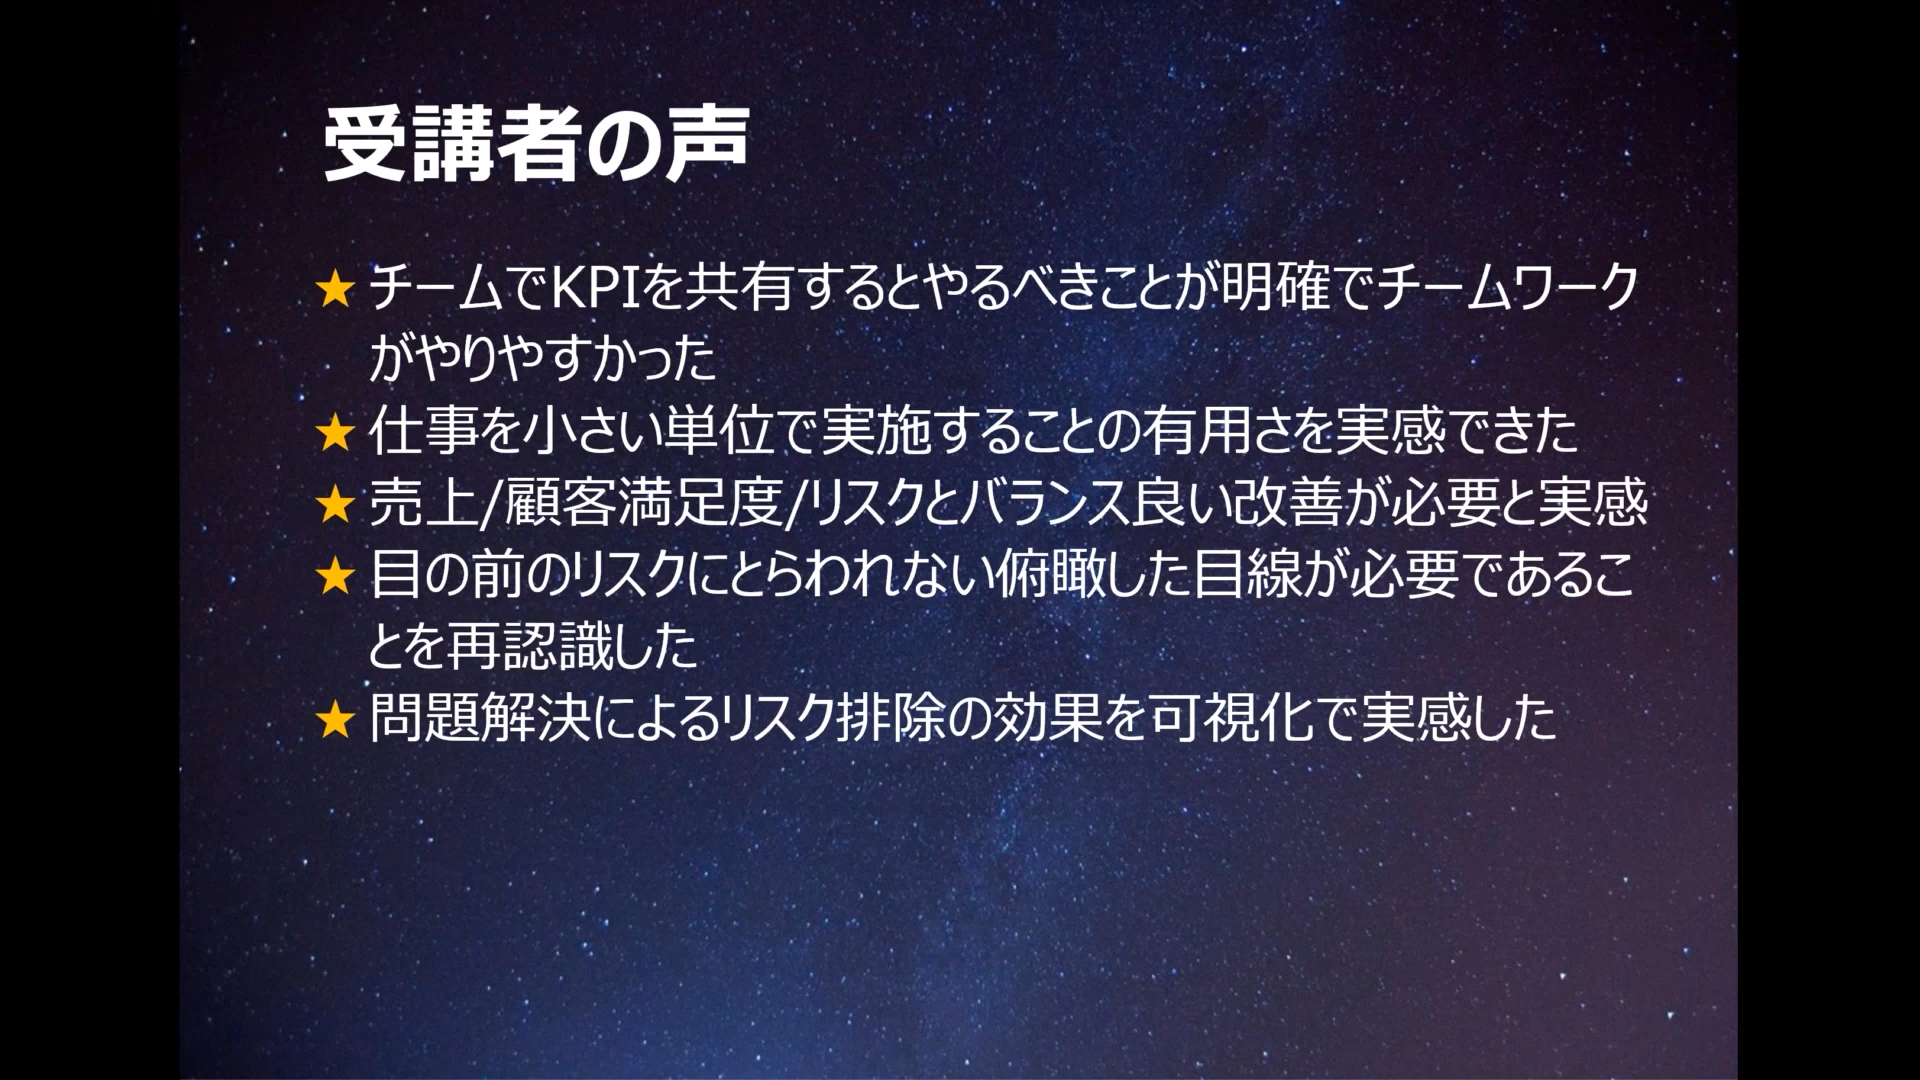 受講者の声
★ チームでKPIを共有するとやるべきことが明確でチームワーク
がやりやすかった
★ 仕事を小さい単位で実施することの有用さを実感できた
★ 売上/顧客満足度/リスクとバランス良い改善が必要と実感
★ 目の前のリスクにとらわれない俯瞰した目線が必要であるこ
とを再認識した
★ 問題解決によるリスク排除の効果を可視化で実感した